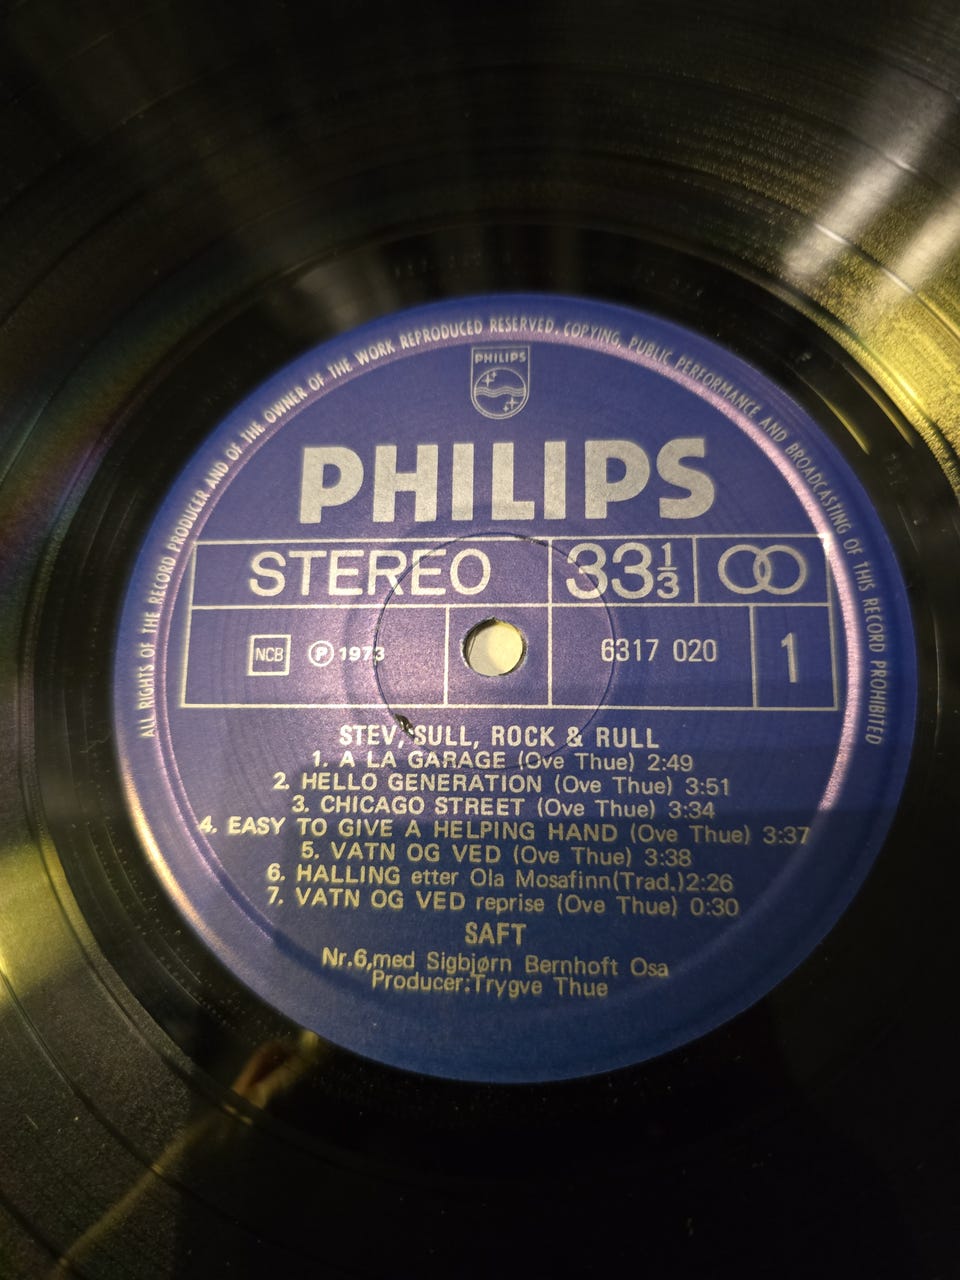 ALL RIGHTS OF THE RECORD PRODUCER AND OF THE OWNER OF THE WORK REPRODUCED RESERVED. COPYING, PUBLIC PERFORMANCE AND BROADCASTING OF THIS RECORD PROHIBITED
PHILIPS
PHILIPS
STEREO 33⅓
NCB ℗ 1973 6317 020 1
STEV, SULL, ROCK & RULL
1. A LA GARAGE (Ove Thue) 2:49
2. HELLO GENERATION (Ove Thue) 3:51
3. CHICAGO STREET (Ove Thue) 3:34
4. EASY TO GIVE A HELPING HAND (Ove Thue) 3:37
5. VATN OG VED (Ove Thue) 3:38
6. HALLING etter Ola Mosafinn(Trad.)2:26
7. VATN OG VED reprise (Ove Thue) 0:30
SAFT
Nr.6,med Sigbjørn Bernhoft Osa
Producer:Trygve Thue